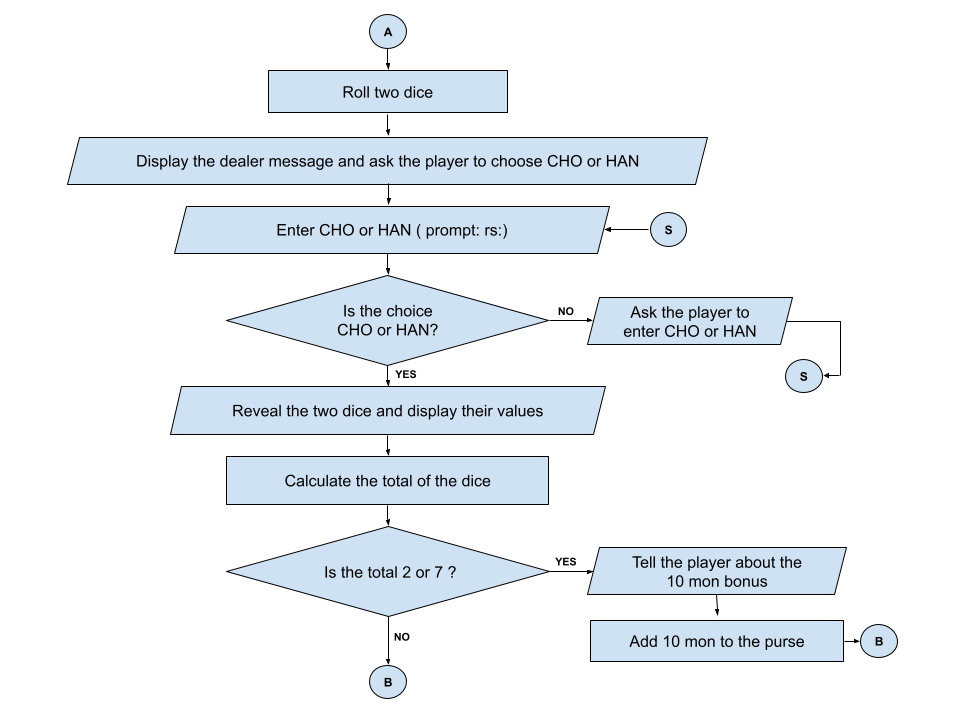 A
Roll two dice
Display the dealer message and ask the player to choose CHO or HAN
Enter CHO or HAN ( prompt: rs:)
S
Is the choice
CHO or HAN?
NO
Ask the player to
enter CHO or HAN
S
YES
Reveal the two dice and display their values
Calculate the total of the dice
Is the total 2 or 7 ?
YES
Tell the player about the
10 mon bonus
Add 10 mon to the purse
B
NO
B